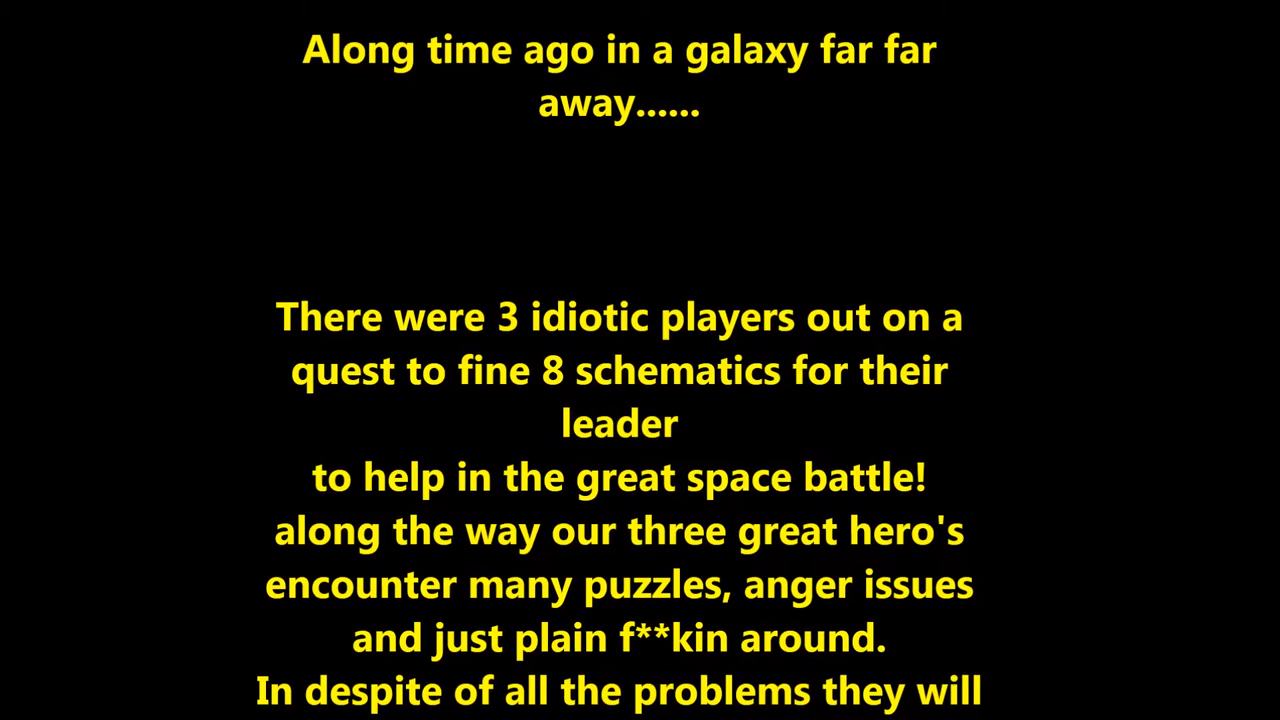 Along time ago in a galaxy far far
away......
There were 3 idiotic players out on a
quest to fine 8 schematics for their
leader
to help in the great space battle!
along the way our three great hero's
encounter many puzzles, anger issues
and just plain f**kin around.
In despite of all the problems they will